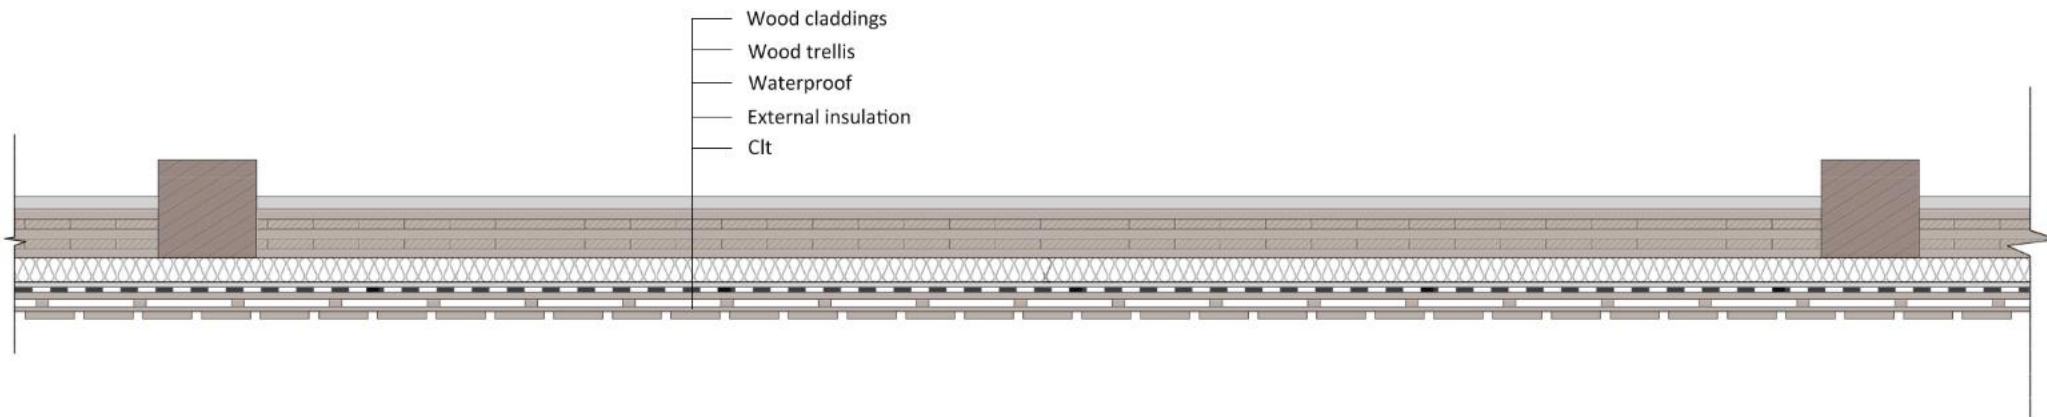 Wood claddings
Wood trellis
Waterproof
External insulation
Clt